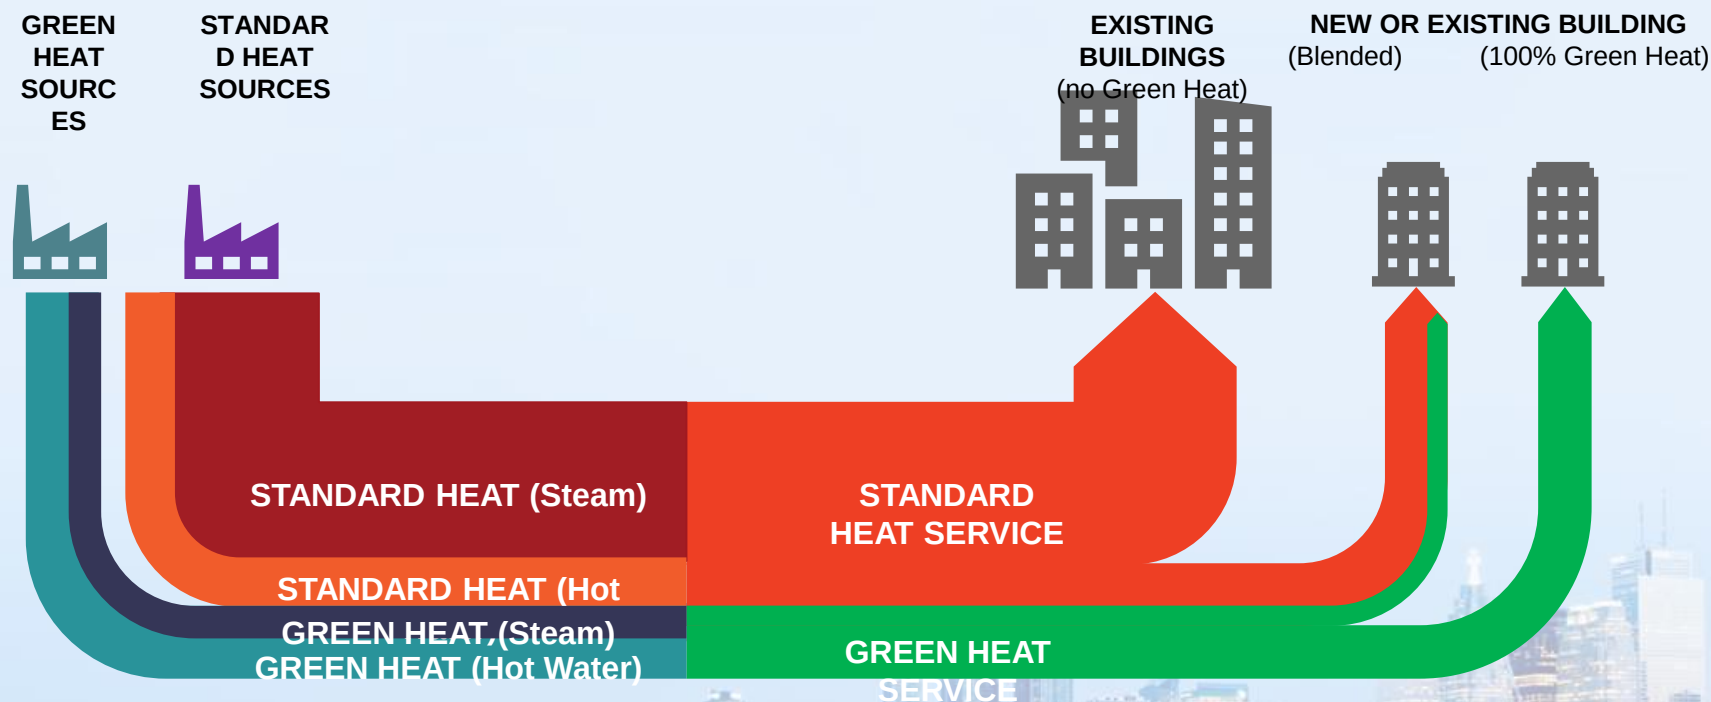 GREEN
HEAT
SOURC
ES
STANDAR
D HEAT
SOURCES
EXISTING
BUILDINGS
(no Green Heat)
NEW OR EXISTING BUILDING
(Blended)
(100% Green Heat)
STANDARD HEAT (Steam)
STANDARD HEAT (Hot
GREEN HEAT (Steam)
GREEN HEAT (Hot Water)
STANDARD
HEAT SERVICE
GREEN HEAT
SERVICE